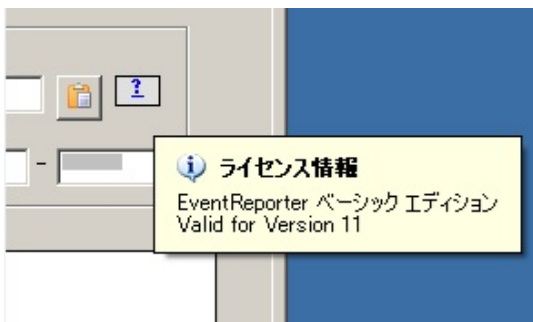 ?
-
ライセンス情報
EventReporter ベーシック エディション
Valid for Version 11